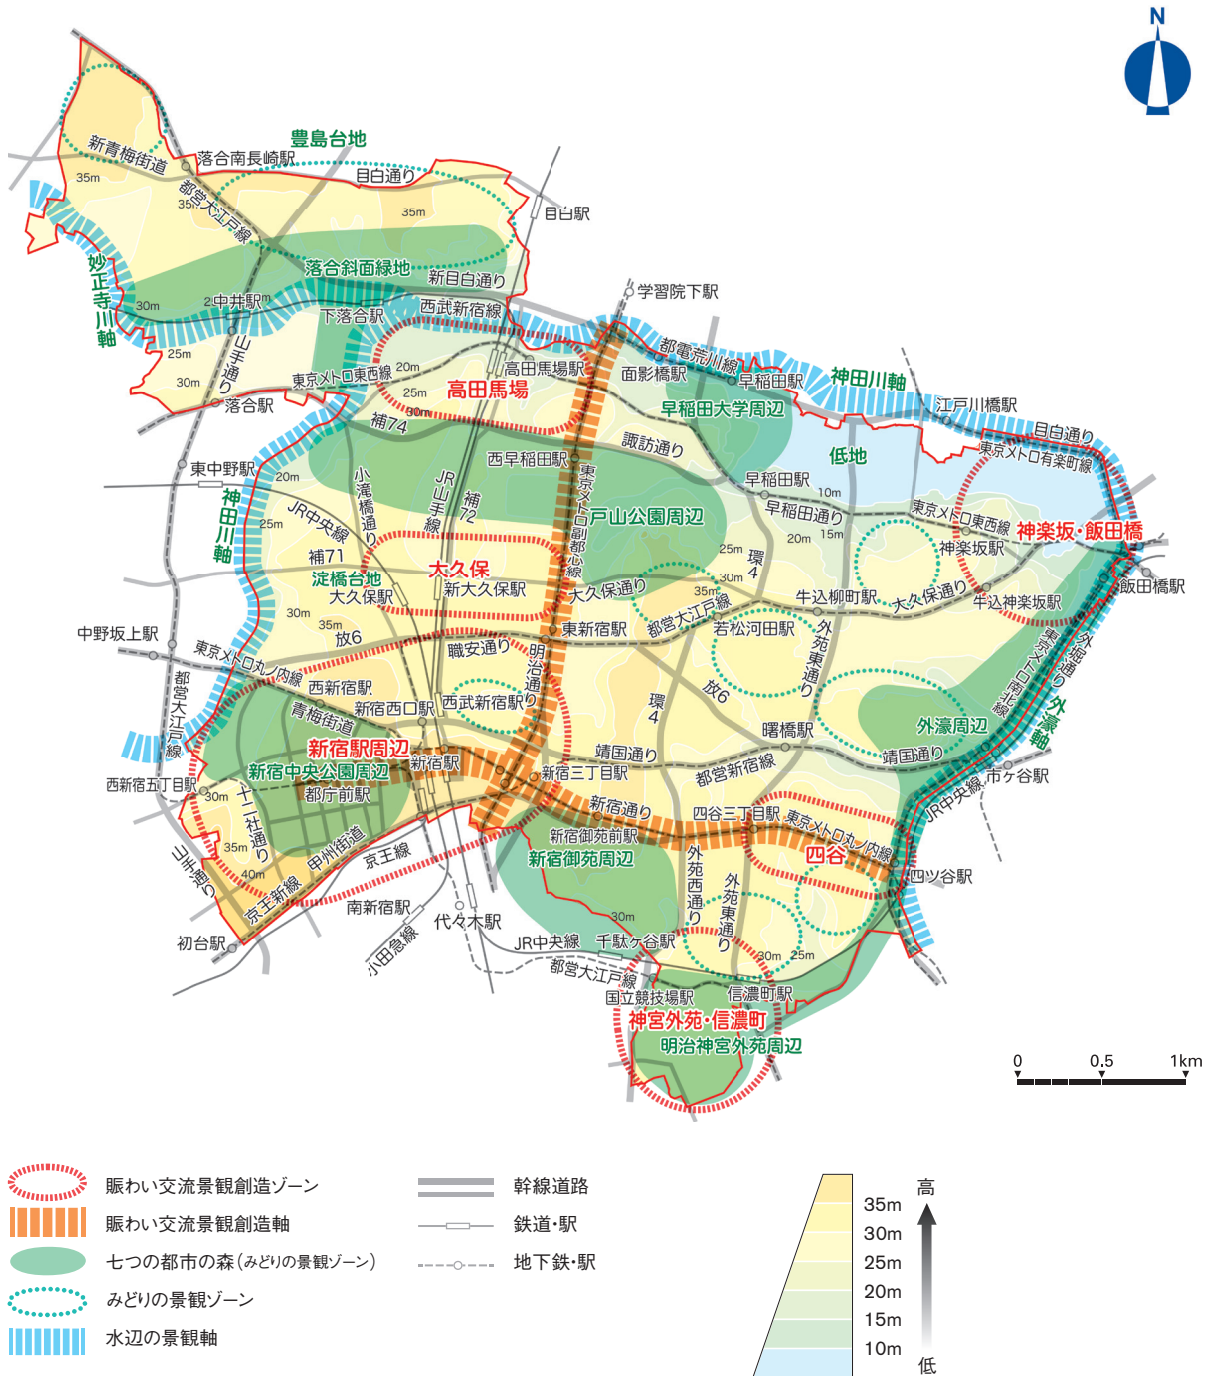 N
豊島台地
新青梅街道
落合南長崎駅
目白通り
35m
35m
都営大江戸線
35m
目白駅
妙正寺川軸
落合斜面緑地
新目白通り
学習院下駅
30m
中井駅
下落合駅
西武新宿線
都電荒川線
25m
山手通り
面影橋駅
早稲田駅
神田川軸
30m
東京メトロ東西線
20m
高田馬場駅
高田馬場
25m
30m
早稲田大学周辺
江戸川橋駅
落合駅
補74
諏訪通り
目白通り
低地
東京メトロ有楽町線
東中野駅
20m
小滝橋通り
JR山手線
補72
西早稲田駅
東京メトロ副都心線
早稲田駅
10m
神田川軸
JR中央線
25m
戸山公園周辺
早稲田通り
東京メトロ東西線
神楽坂・飯田橋
補71
20m
15m
神楽坂駅
25m
環4
大久保
淀橋台地
大久保駅
新大久保駅
大久保通り
30m
35m
飯田橋駅
牛込柳町駅
大久保通り
牛込神楽坂駅
30m
35m
放6
都営大江戸線
若松河田駅
中野坂上駅
東京メトロ丸ノ内線
職安通り
東新宿駅
明治通り
外苑東通り
東京メトロ南北線
外堀通り
都営大江戸線
西新宿駅
青梅街道
新宿西口駅
西武新宿駅
環4
放6
外濠周辺
外濠軸
曙橋駅
新宿駅周辺
靖国通り
靖国通り
新宿中央公園周辺
新宿駅
新宿三丁目駅
都営新宿線
市ヶ谷駅
西新宿五丁目駅
30m
都庁前駅
JR中央線
十二社通り
新宿通り
四谷三丁目駅
東京メトロ丸ノ内線
甲州街道
新宿御苑前駅
35m
京王線
新宿御苑周辺
四谷
山手通り
40m
外苑西通り
外苑東通り
四ツ谷駅
京王新線
南新宿駅
代々木駅
30m
初台駅
小田急線
JR中央線
千駄ヶ谷駅
30m
25m
都営大江戸線
国立競技場駅
信濃町駅
神宮外苑・信濃町
明治神宮外苑周辺
0 0.5 1km
賑わい交流景観創造ゾーン
賑わい交流景観創造軸
七つの都市の森(みどりの景観ゾーン)
みどりの景観ゾーン
水辺の景観軸
幹線道路
鉄道・駅
地下鉄・駅
高
35m
30m
25m
20m
15m
10m
低